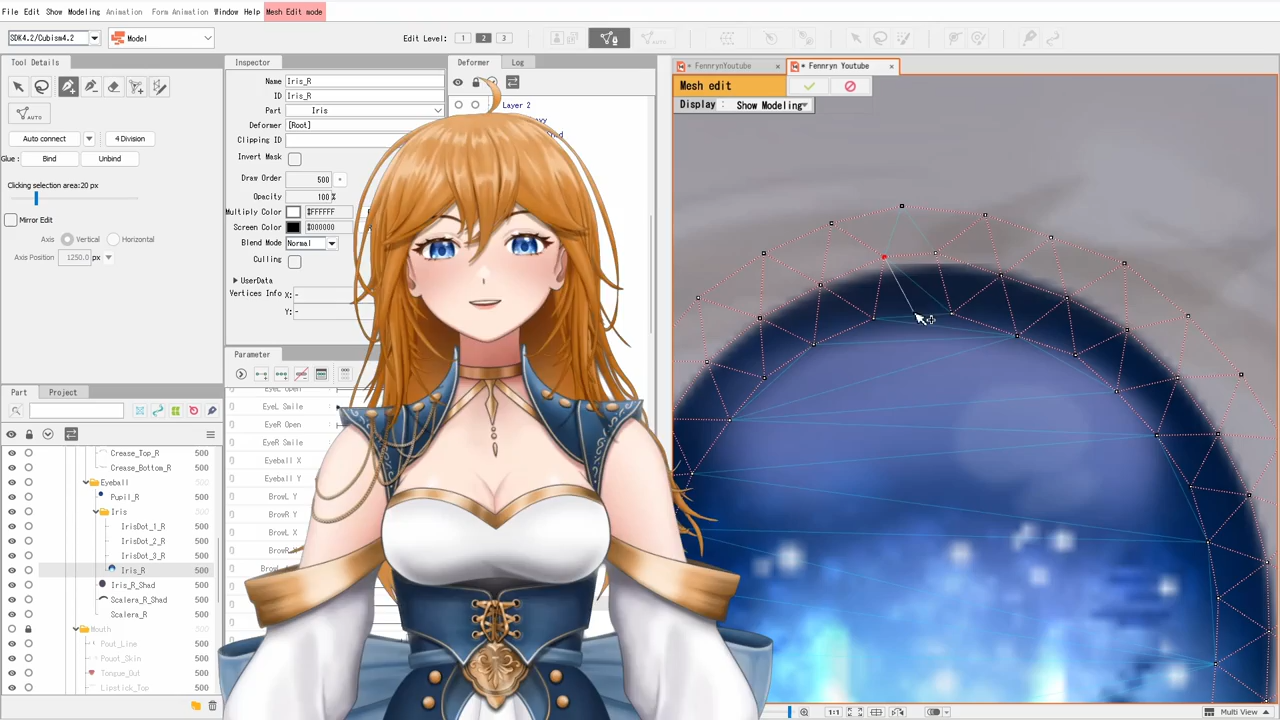 File Edit Show Modeling Animation Form Animation Window Help Mesh Edit mode
SDK4.2/Cubism4.2 Model Edit Level: 1 2 3
Tool Details Inspector Deformer Log * FennrynYoutube × * Fennryn Youtube ×
Mesh edit
Display : Show Modeling
Name Iris_R
ID Iris_R
Part Iris
Deformer [Root]
Clipping ID
Invert Mask
Draw Order 500
Opacity 100 %
Multiply Color #FFFFFF
Screen Color #000000
Blend Mode Normal
Culling
UserData
Vertices Info X: -
Y: -
Layer 2
AUTO
Auto connect 4 Division
Glue : Bind Unbind
Clicking selection area:20 px
Mirror Edit
Axis Vertical Horizontal
Axis Position 1250.0 px
Parameter
EyeL Open
EyeL Smile
EyeR Open
EyeR Smile
Eyeball X
Eyeball Y
BrowL Y
BrowR Y
BrowL X
BrowR X
Part Project
Crease_Top_R 500
Crease_Bottom_R 500
Eyeball 500
Pupil_R 500
Iris 500
IrisDot_1_R 500
IrisDot_2_R 500
IrisDot_3_R 500
Iris_R 500
Iris_R_Shad 500
Scalera_R_Shad 500
Scalera_R 500
Mouth 500
Pout_Line 500
Pout_Skin 500
Tongue_Out 500
Lipstick_Top 500
1:1 Multi View